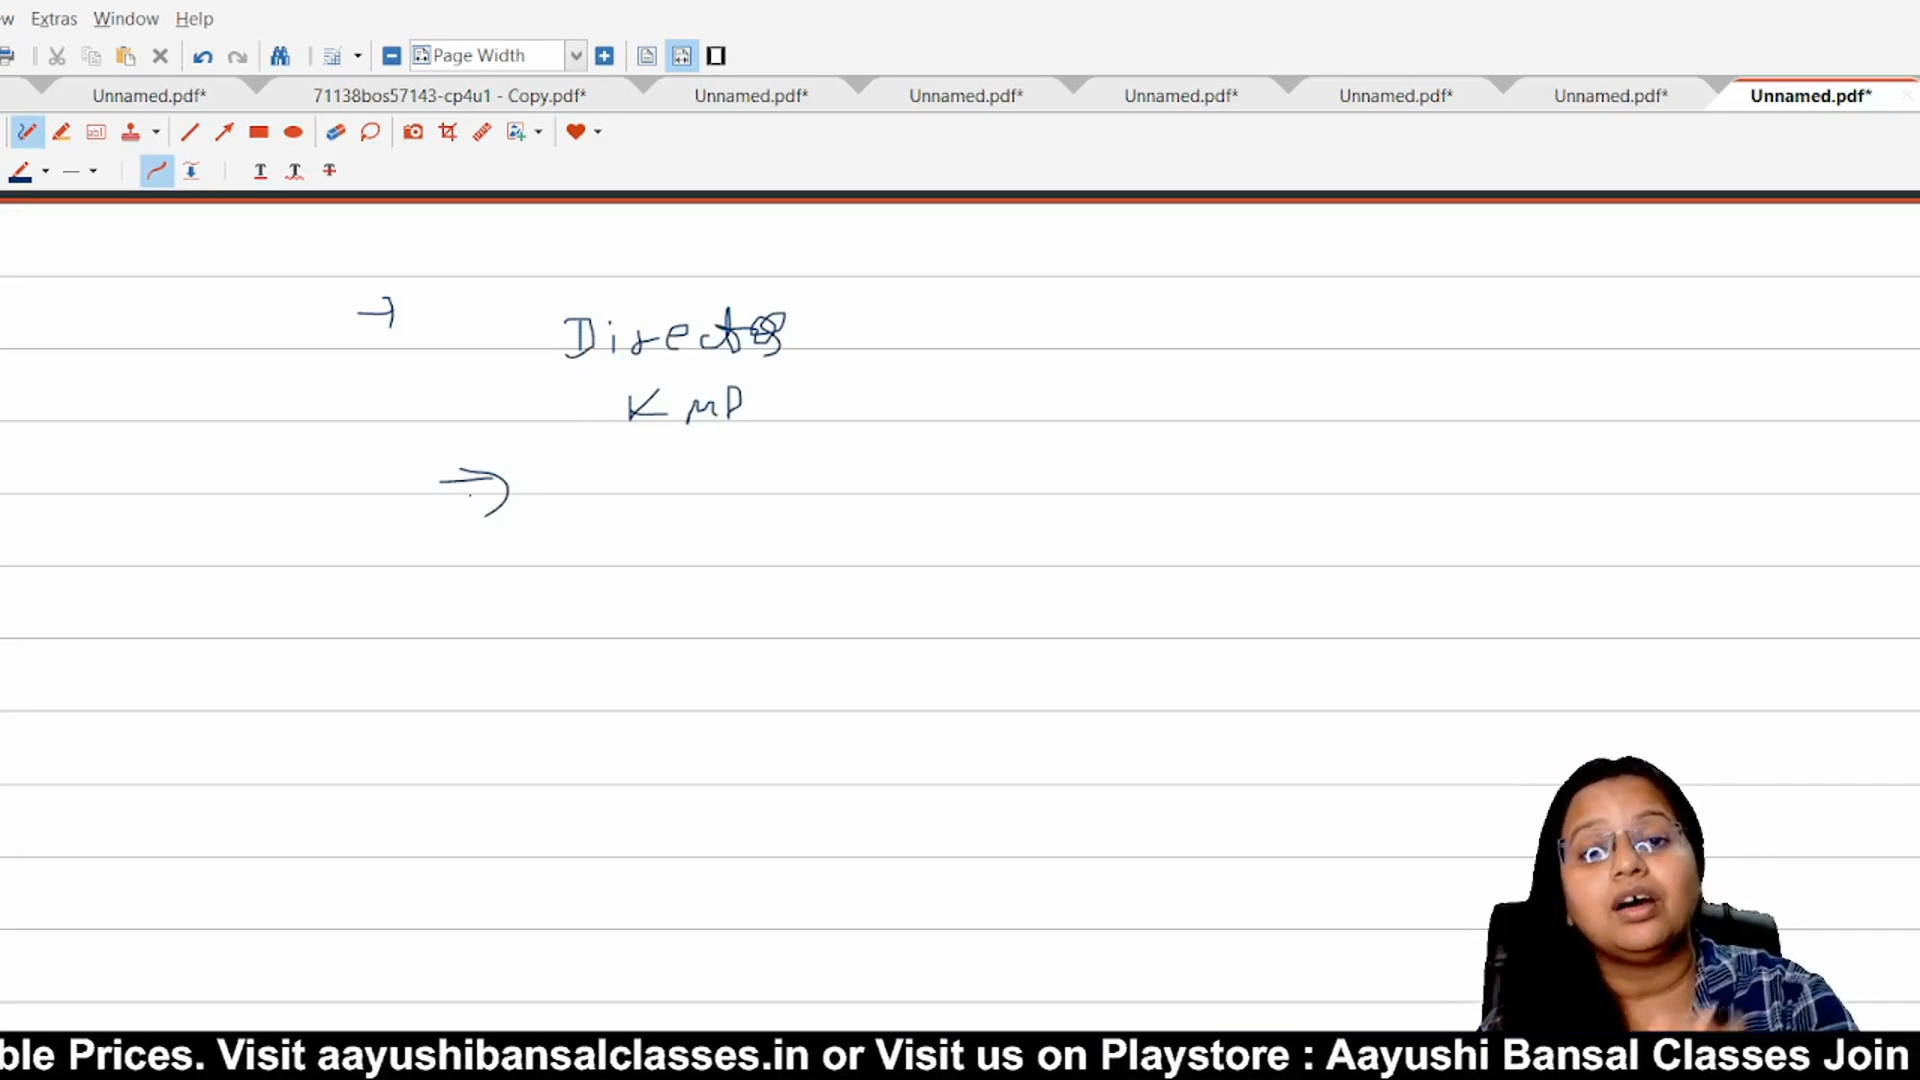 Extras Window Help
Page Width
Unnamed.pdf* 71138bos57143-cp4u1 - Copy.pdf* Unnamed.pdf* Unnamed.pdf* Unnamed.pdf* Unnamed.pdf* Unnamed.pdf* Unnamed.pdf*
Director
KMP
ble Prices. Visit aayushibansalclasses.in or Visit us on Playstore : Aayushi Bansal Classes Join